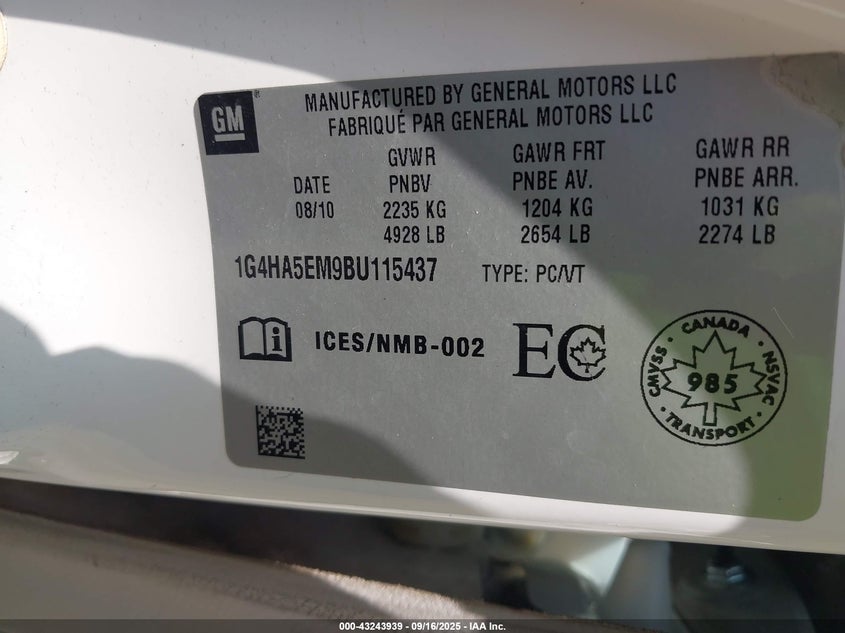 GM
MANUFACTURED BY GENERAL MOTORS LLC
FABRIQUÉ PAR GENERAL MOTORS LLC
GVWR GAWR FRT GAWR RR
DATE PNBV PNBE AV. PNBE ARR.
08/10 2235 KG 1204 KG 1031 KG
4928 LB 2654 LB 2274 LB
1G4HA5EM9BU115437 TYPE: PC/VT
ICES/NMB-002 EC
CANADA
CMVSS 985 NSVAC
TRANSPORT
000-43243939 - 09/16/2025 - IAA Inc.